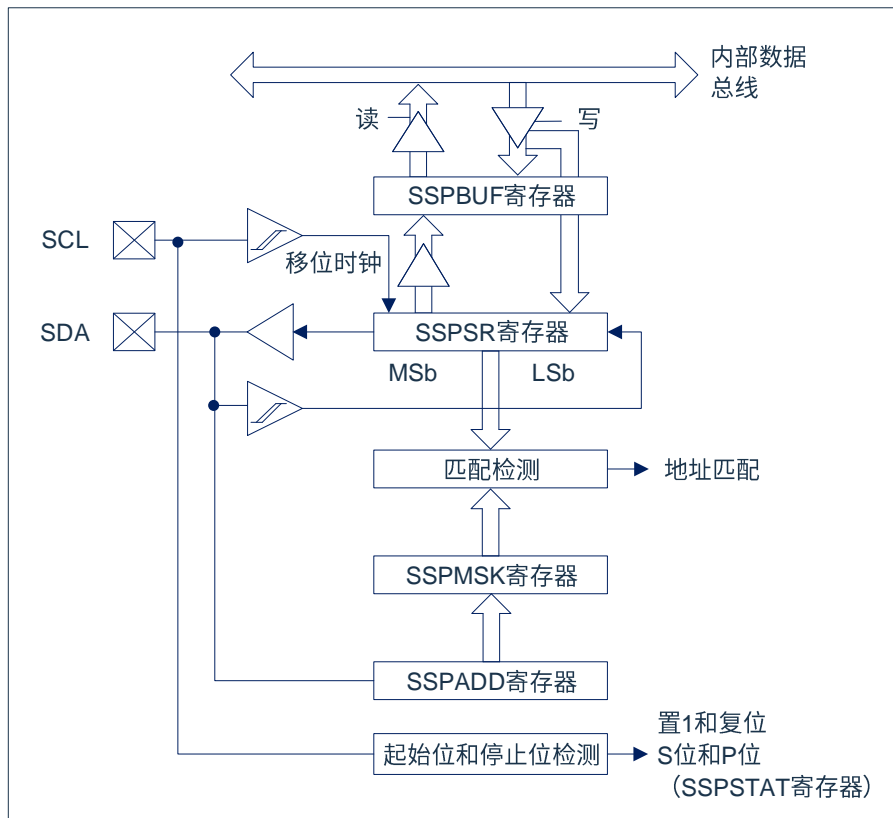 内部数据
总线
读
写
SSPBUF寄存器
SCL
移位时钟
SDA
SSPSR寄存器
MSb
LSb
匹配检测
地址匹配
SSPMSK寄存器
SSPADD寄存器
起始位和停止位检测
置1和复位
S位和P位
（SSPSTAT寄存器）